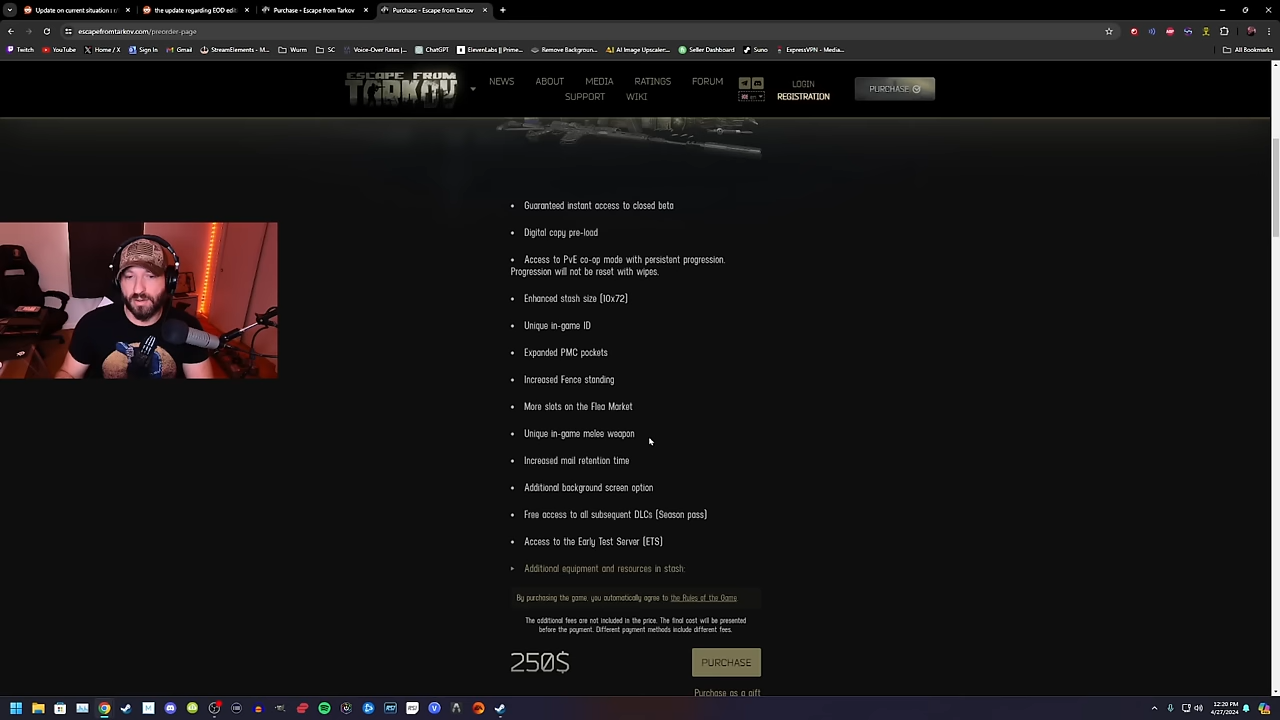 Update on current situation : r/
the update regarding EOD edit
Purchase - Escape from Tarkov
Purchase - Escape from Tarkov
escapefromtarkov.com/preorder-page
Twitch
YouTube
Home / X
Sign In
Gmail
StreamElements - M...
Wurm
SC
Voice-Over Rates |...
ChatGPT
ElevenLabs || Prime...
Remove Backgroun...
AI Image Upscaler:...
Seller Dashboard
Suno
ExpressVPN - Media...
All Bookmarks
ESCAPE FROM
TARKOV
NEWS
ABOUT
MEDIA
RATINGS
FORUM
SUPPORT
WIKI
LOGIN
REGISTRATION
PURCHASE
• Guaranteed instant access to closed beta
• Digital copy pre-load
• Access to PvE co-op mode with persistent progression.
Progression will not be reset with wipes.
• Enhanced stash size (10x72)
• Unique in-game ID
• Expanded PMC pockets
• Increased Fence standing
• More slots on the Flea Market
• Unique in-game melee weapon
• Increased mail retention time
• Additional background screen option
• Free access to all subsequent DLCs (Season pass)
• Access to the Early Test Server (ETS)
Additional equipment and resources in stash:
By purchasing the game, you automatically agree to the Rules of the Game
The additional fees are not included in the price. The final cost will be presented
before the payment. Different payment methods include different fees.
250$
PURCHASE
Purchase as a gift
12:20 PM
4/27/2024